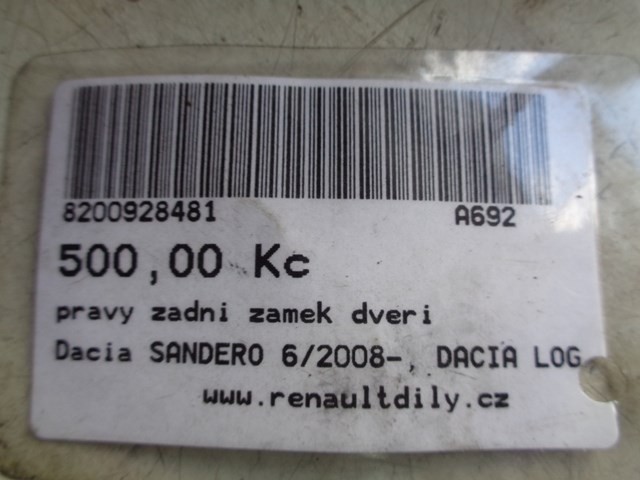 8200928481 A692
500,00 Kc
pravy zadni zamek dveri
Dacia SANDERO 6/2008-, DACIA LOG
www.renaultdily.cz